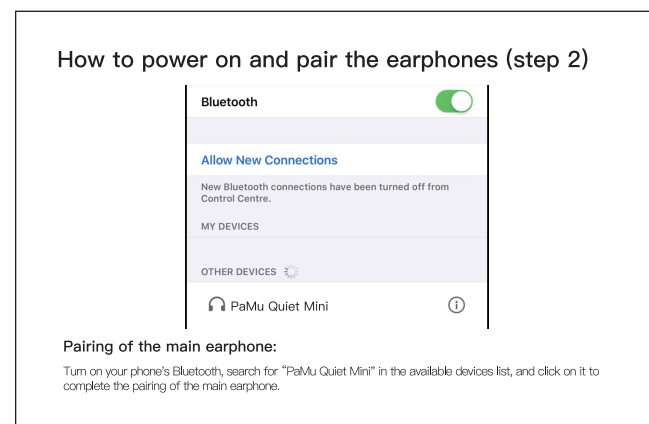 How to power on and pair the earphones (step 2)
Bluetooth
Allow New Connections
New Bluetooth connections have been turned off from
Control Centre.
MY DEVICES
OTHER DEVICES
PaMu Quiet Mini
Pairing of the main earphone:
Turn on your phone's Bluetooth, search for “PaMu Quiet Mini” in the available devices list, and click on it to
complete the pairing of the main earphone.